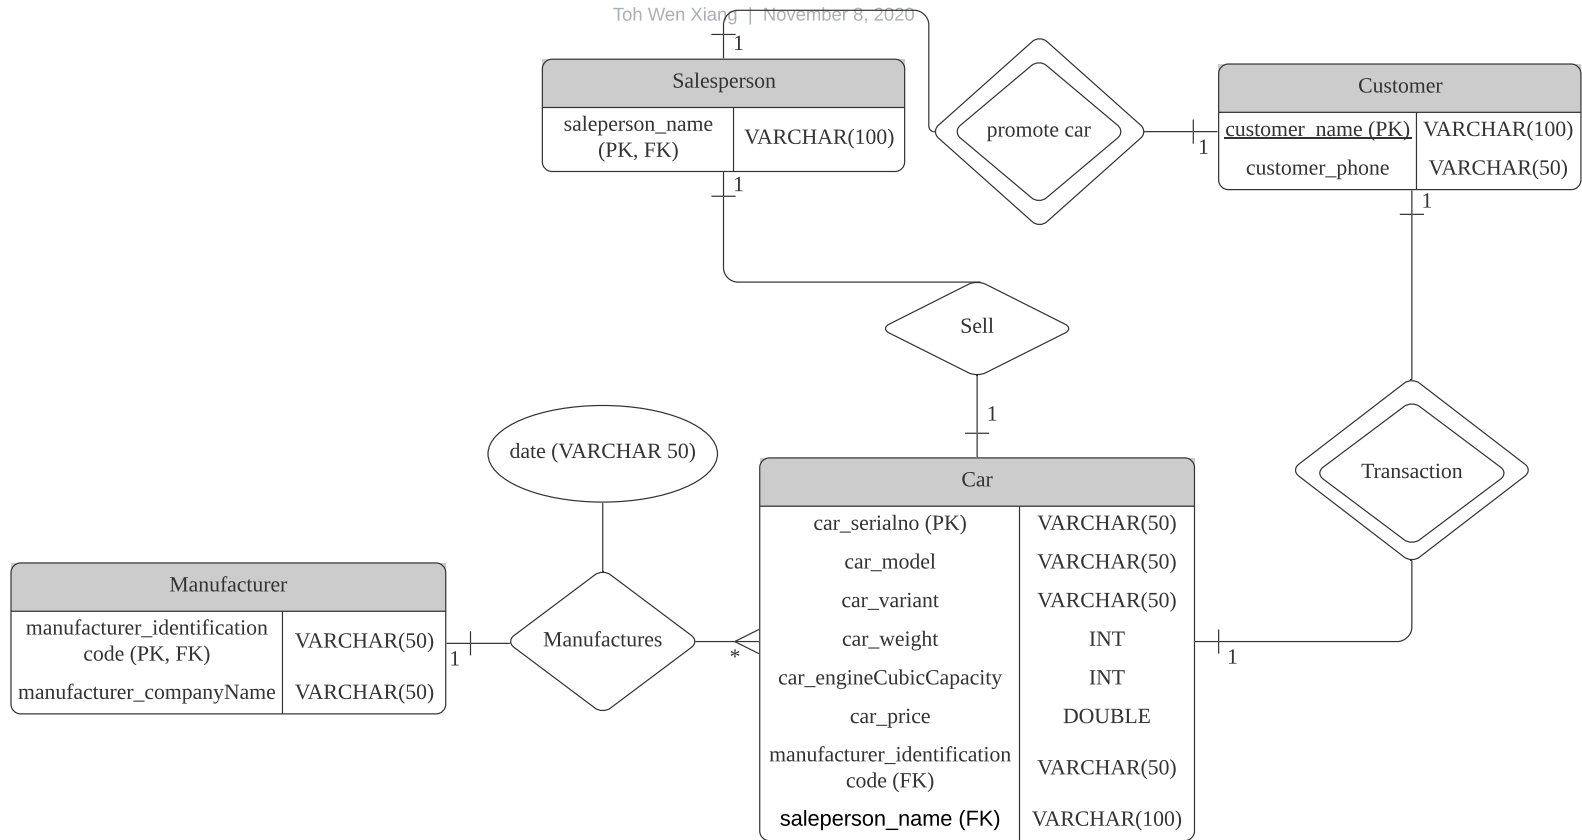 Toh Wen Xiang | November 8, 2020
1
Salesperson
saleperson_name
(PK, FK)
VARCHAR(100)
1
promote car
1
Customer
customer_name (PK)
VARCHAR(100)
customer_phone
VARCHAR(50)
1
Sell
1
date (VARCHAR 50)
Transaction
1
Manufacturer
manufacturer_identification
code (PK, FK)
VARCHAR(50)
manufacturer_companyName
VARCHAR(50)
1
Manufactures
*
Car
car_serialno (PK)
VARCHAR(50)
car_model
VARCHAR(50)
car_variant
VARCHAR(50)
car_weight
INT
car_engineCubicCapacity
INT
car_price
DOUBLE
manufacturer_identification
code (FK)
VARCHAR(50)
saleperson_name (FK)
VARCHAR(100)